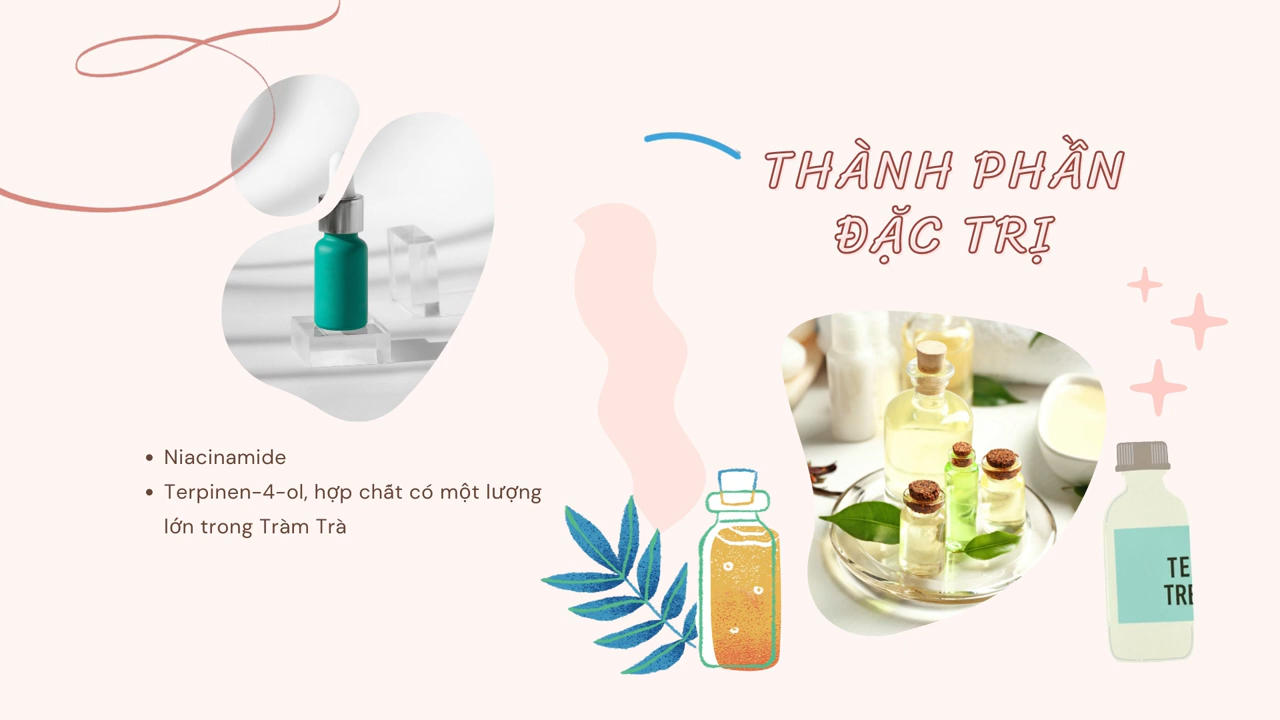 THÀNH PHẦN
ĐẶC TRỊ
Niacinamide
Terpinen-4-ol, hợp chất có một lượng
lớn trong Tràm Trà
TE
TRE